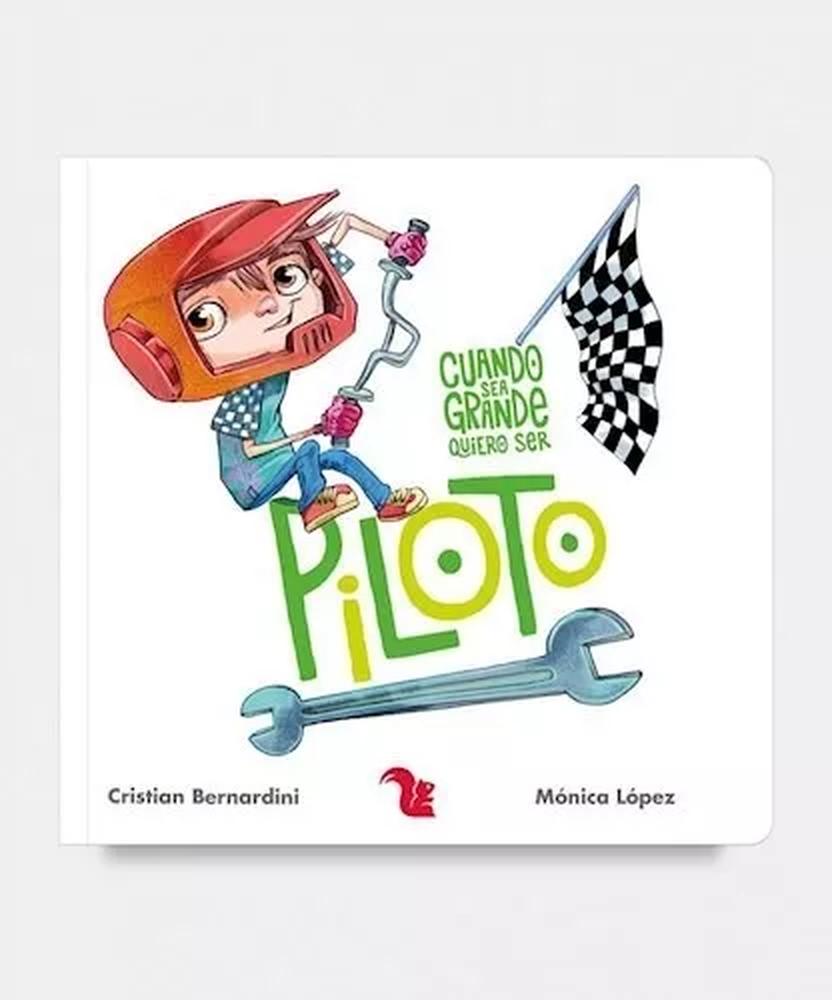 CUANDO
SEA
GRANDE
QUIERO SER
PiLOTO
Cristian Bernardini
Mónica López